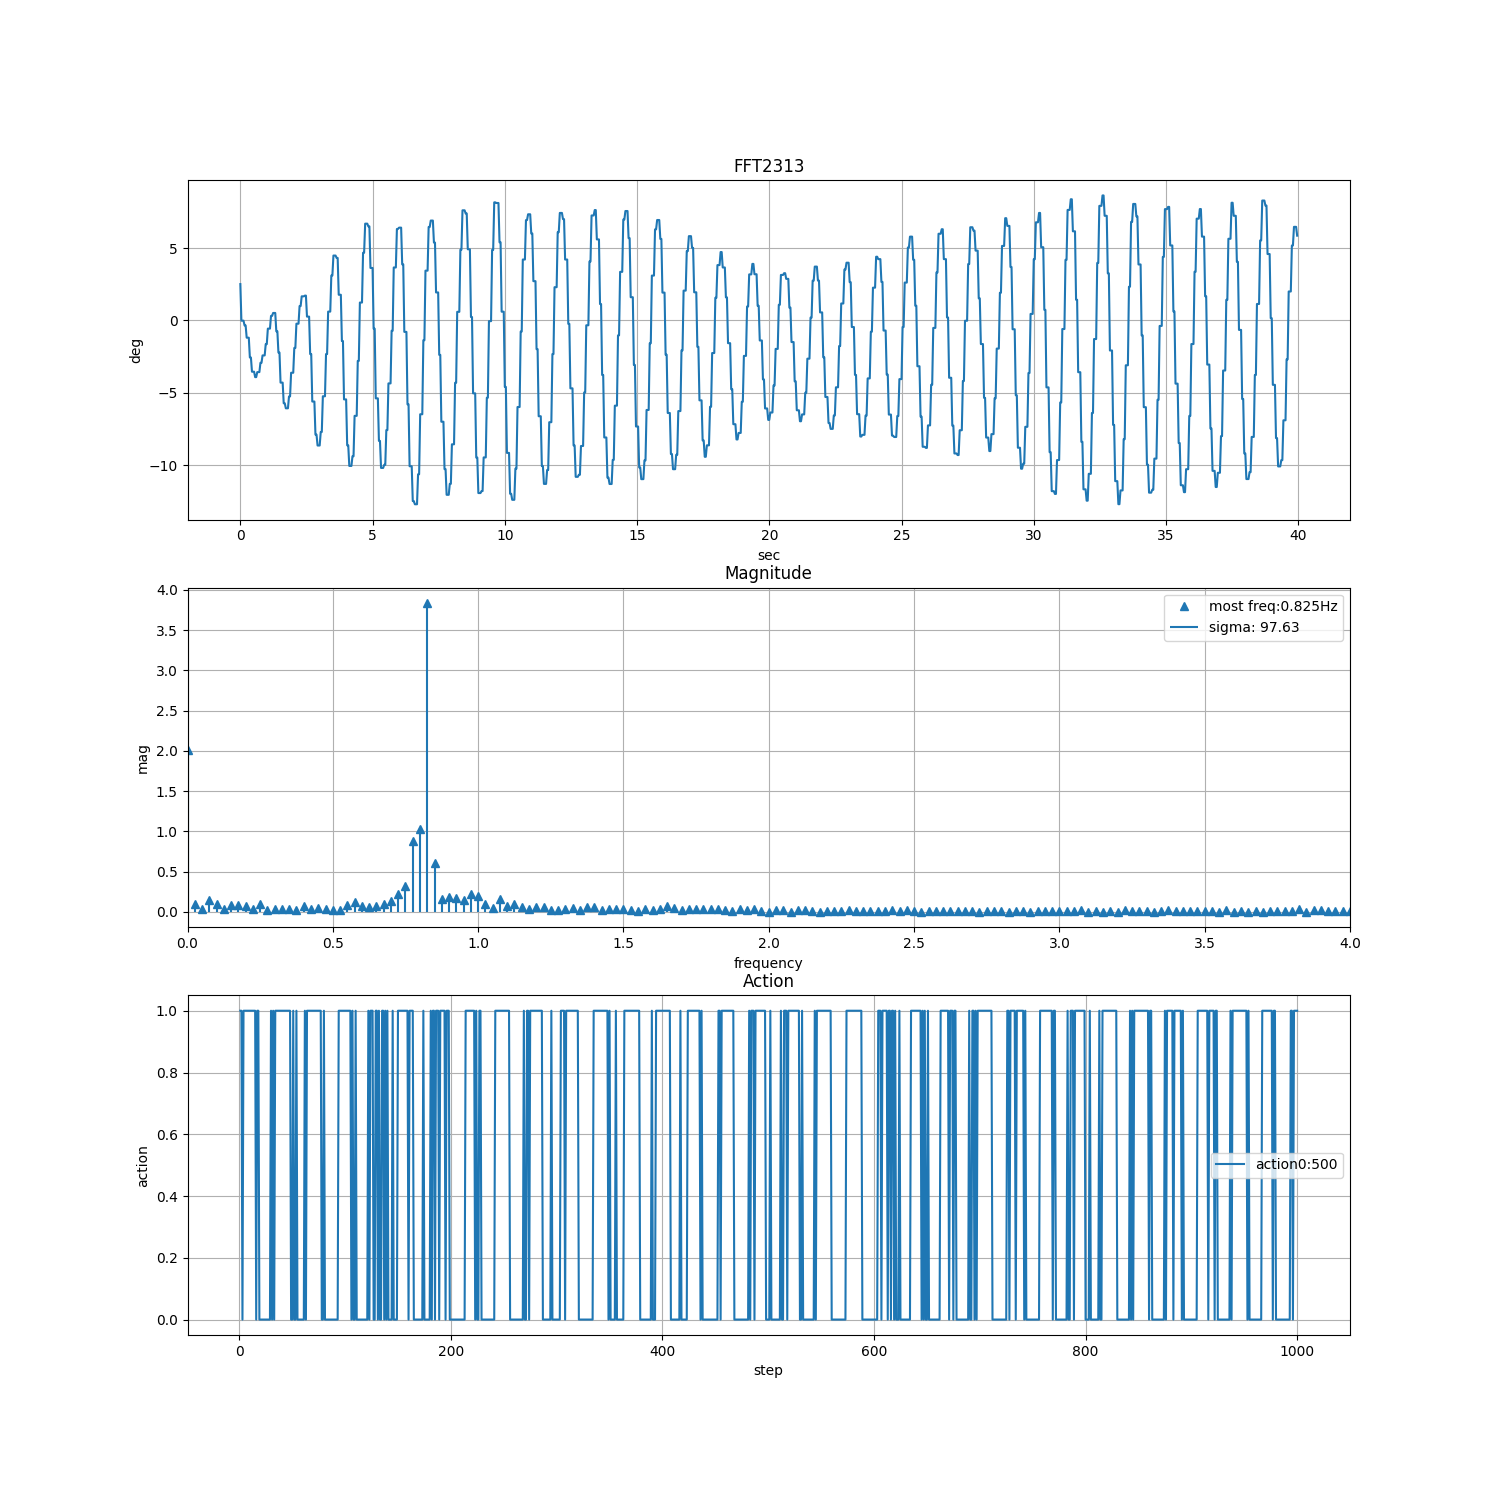 FFT2313
5
0
−5
−10
deg
0 5 10 15 20 25 30 35 40
sec
Magnitude
4.0
3.5
3.0
2.5
2.0
1.5
1.0
0.5
0.0
mag
most freq:0.825Hz
sigma: 97.63
0.0 0.5 1.0 1.5 2.0 2.5 3.0 3.5 4.0
frequency
Action
1.0
0.8
0.6
0.4
0.2
0.0
action
action0:500
0 200 400 600 800 1000
step